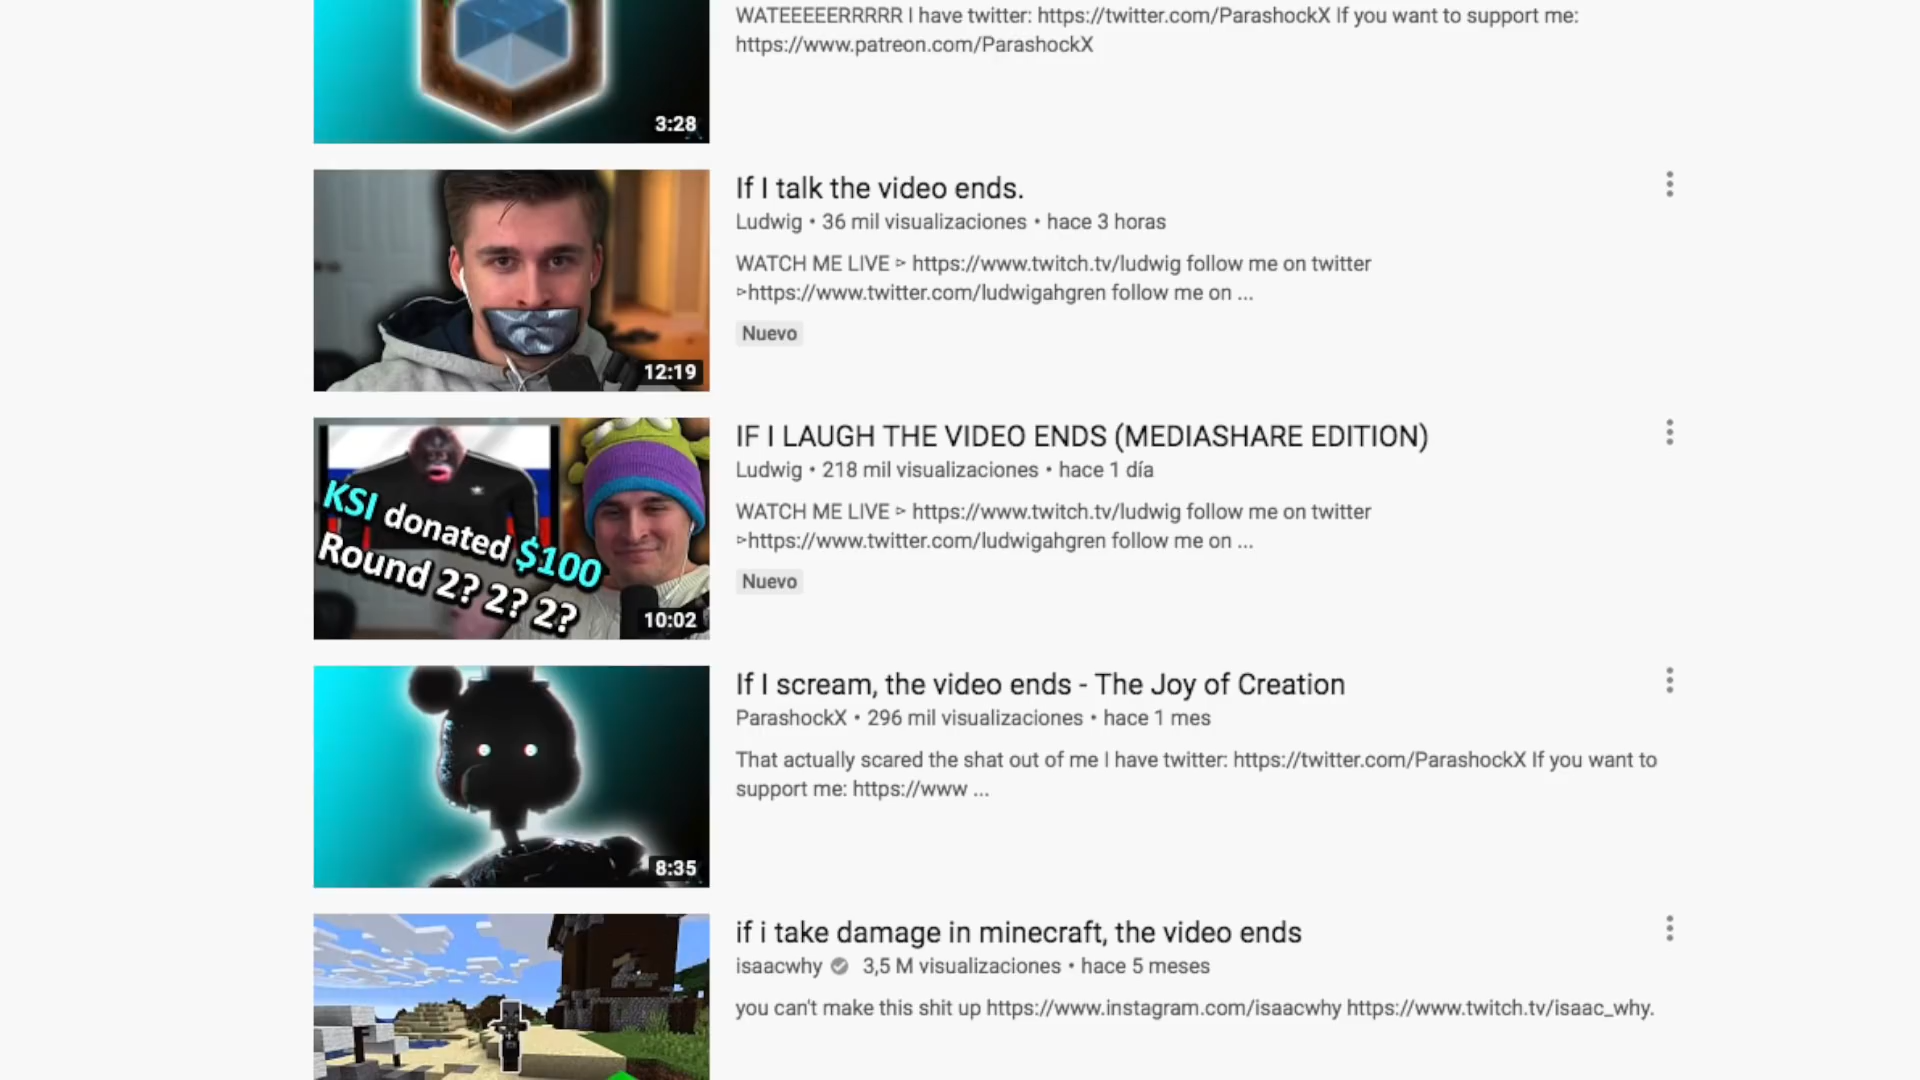 WATEEEEERRRRR I have twitter: https://twitter.com/ParashockX If you want to support me:
https://www.patreon.com/ParashockX
3:28
If I talk the video ends.
Ludwig • 36 mil visualizaciones • hace 3 horas
WATCH ME LIVE ⊳ https://www.twitch.tv/ludwig follow me on twitter
⊳https://www.twitter.com/ludwigahgren follow me on ...
Nuevo
12:19
IF I LAUGH THE VIDEO ENDS (MEDIASHARE EDITION)
Ludwig • 218 mil visualizaciones • hace 1 día
WATCH ME LIVE ⊳ https://www.twitch.tv/ludwig follow me on twitter
⊳https://www.twitter.com/ludwigahgren follow me on ...
Nuevo
KSI donated $100
Round 2? 2? 2?
10:02
If I scream, the video ends - The Joy of Creation
ParashockX • 296 mil visualizaciones • hace 1 mes
That actually scared the shat out of me I have twitter: https://twitter.com/ParashockX If you want to
support me: https://www ...
8:35
if i take damage in minecraft, the video ends
isaacwhy 3,5 M visualizaciones • hace 5 meses
you can't make this shit up https://www.instagram.com/isaacwhy https://www.twitch.tv/isaac_why.